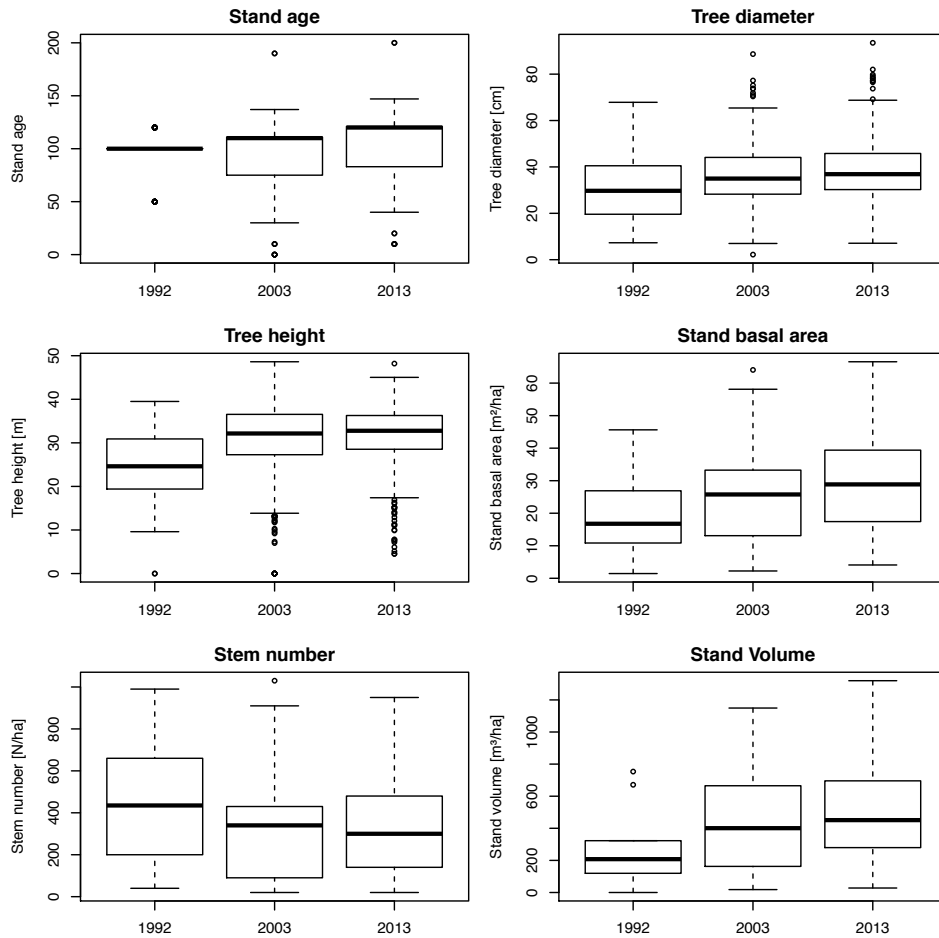 Stand age
Stand age
200
150
100
50
0
1992 2003 2013
Tree diameter
Tree diameter [cm]
80
60
40
20
0
1992 2003 2013
Tree height
Tree height [m]
50
40
30
20
10
0
1992 2003 2013
Stand basal area
Stand basal area [m²/ha]
60
50
40
30
20
10
0
1992 2003 2013
Stem number
Stem number [N/ha]
800
600
400
200
0
1992 2003 2013
Stand Volume
Stand volume [m³/ha]
1000
600
200
0
1992 2003 2013